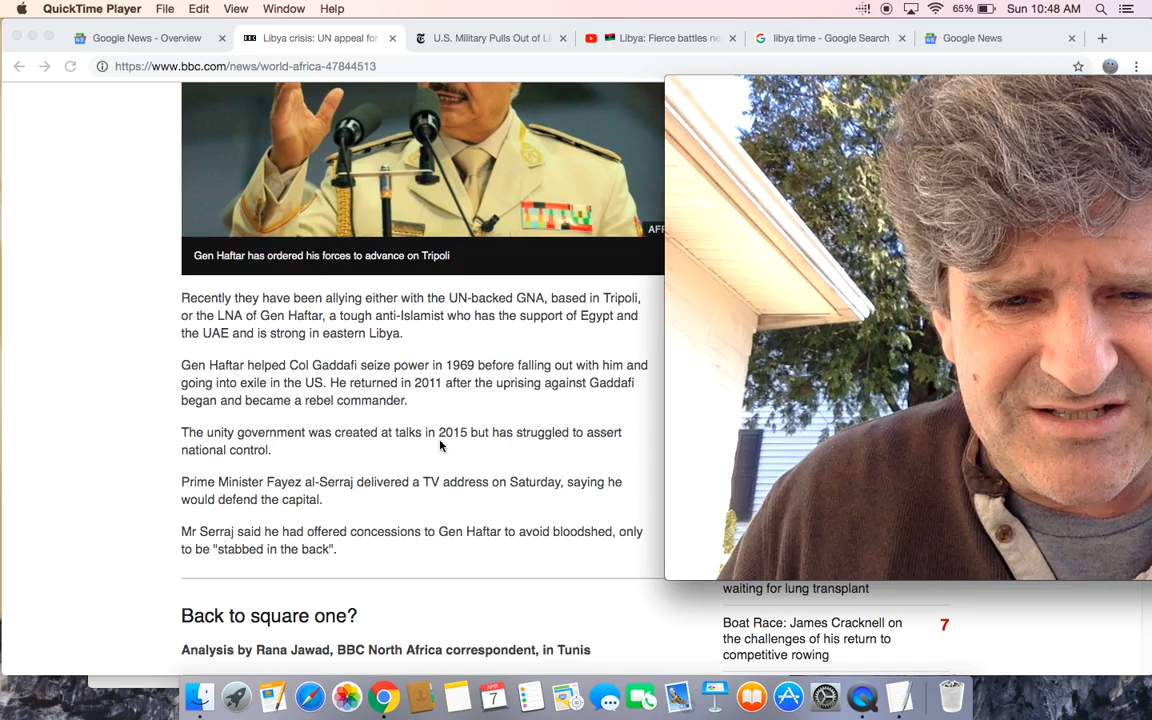 QuickTime Player File Edit View Window Help 65% Sun 10:48 AM
Google News - Overview
Libya crisis: UN appeal for
U.S. Military Pulls Out of Li
Libya: Fierce battles ne
libya time - Google Search
Google News
https://www.bbc.com/news/world-africa-47844513
AFP
Gen Haftar has ordered his forces to advance on Tripoli
Recently they have been allying either with the UN-backed GNA, based in Tripoli,
or the LNA of Gen Haftar, a tough anti-Islamist who has the support of Egypt and
the UAE and is strong in eastern Libya.
Gen Haftar helped Col Gaddafi seize power in 1969 before falling out with him and
going into exile in the US. He returned in 2011 after the uprising against Gaddafi
began and became a rebel commander.
The unity government was created at talks in 2015 but has struggled to assert
national control.
Prime Minister Fayez al-Serraj delivered a TV address on Saturday, saying he
would defend the capital.
Mr Serraj said he had offered concessions to Gen Haftar to avoid bloodshed, only
to be "stabbed in the back".
Back to square one?
Analysis by Rana Jawad, BBC North Africa correspondent, in Tunis
waiting for lung transplant
Boat Race: James Cracknell on
the challenges of his return to
competitive rowing
7
APR
7